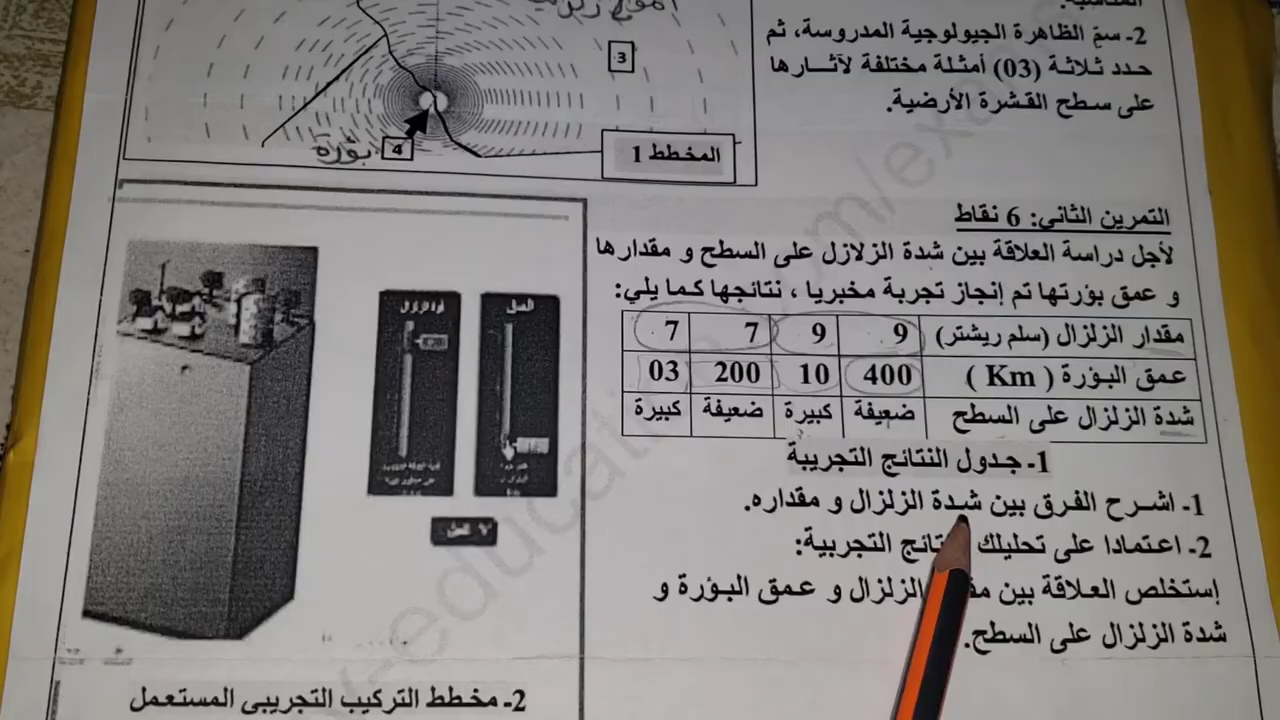 2- سمّ الظاهرة الجيولوجية المدروسة، ثم
حدد ثلاثة (03) أمثلة مختلفة لآثارها
على سطح القشرة الأرضية.
3
4
بؤرة
المخطط 1
التمرين الثاني: 6 نقاط
لأجل دراسة العلاقة بين شدة الزلازل على السطح و مقدارها
و عمق بؤرتها تم إنجاز تجربة مخبريا ، نتائجها كما يلي:
مقدار الزلزال (سلم ريشتر) 9 9 7 7
عمق البؤرة ( Km ) 400 10 200 03
شدة الزلزال على السطح ضعيفة كبيرة ضعيفة كبيرة
1- جدول النتائج التجريبة
1- اشرح الفرق بين شدة الزلزال و مقداره.
2- اعتمادا على تحليلك التجريبية:
إستخلص العلاقة بين الزلزال و عمق البؤرة و
شدة الزلزال على السطح.
العمق
قوة الزلزال
2- مخطط التركيب التجريبى المستعمل